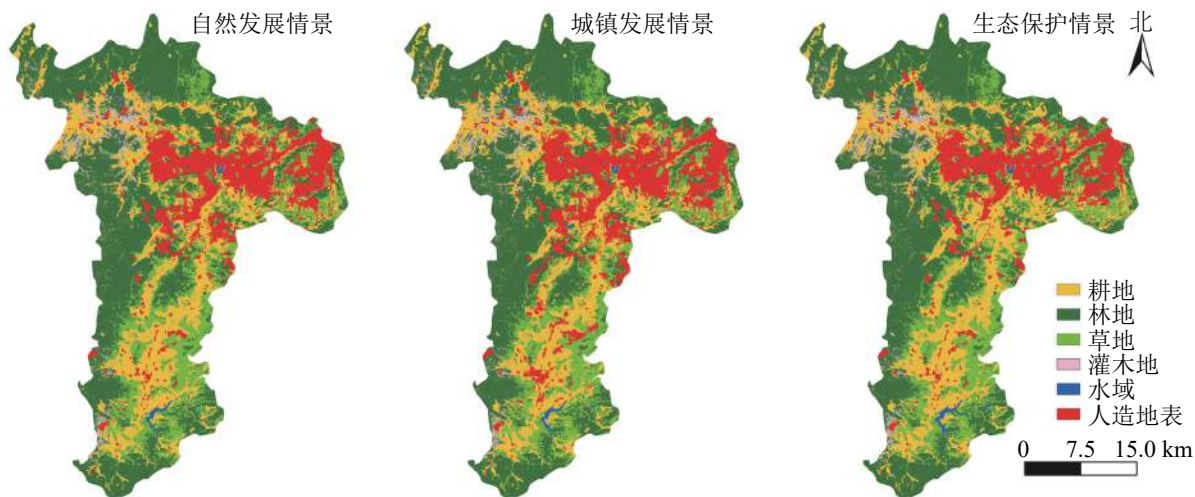 自然发展情景
城镇发展情景
生态保护情景
北
耕地
林地
草地
灌木地
水域
人造地表
0 7.5 15.0 km